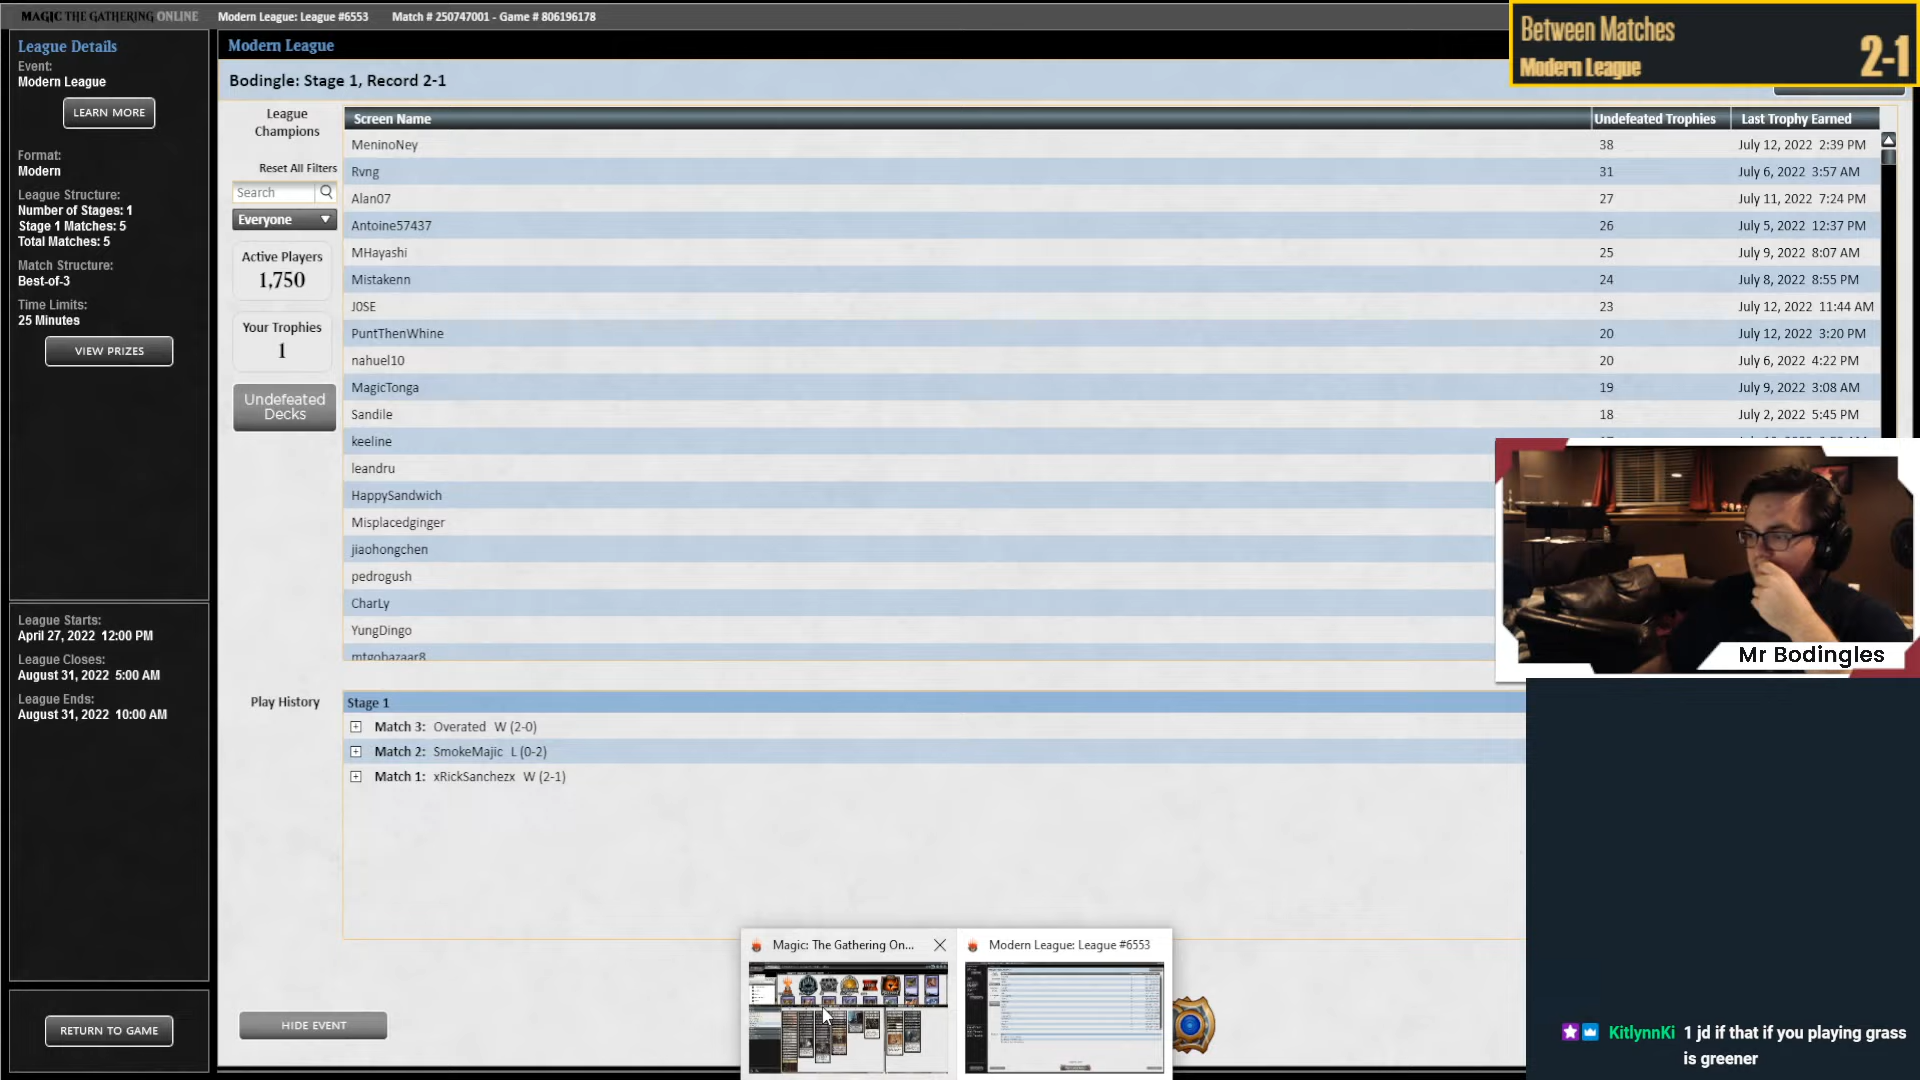 MAGIC THE GATHERING ONLINE
Modern League: League #6553
Match # 250747001 - Game # 806196178
Between Matches
Modern League
2-1
League Details
Event:
Modern League
LEARN MORE
Format:
Modern
League Structure:
Number of Stages: 1
Stage 1 Matches: 5
Total Matches: 5
Match Structure:
Best-of-3
Time Limits:
25 Minutes
VIEW PRIZES
League Starts:
April 27, 2022 12:00 PM
League Closes:
August 31, 2022 5:00 AM
League Ends:
August 31, 2022 10:00 AM
RETURN TO GAME
Modern League
Bodingle: Stage 1, Record 2-1
League
Champions
Reset All Filters
Search
Everyone
Active Players
1,750
Your Trophies
1
Undefeated
Decks
Screen Name Undefeated Trophies Last Trophy Earned
MeninoNey 38 July 12, 2022 2:39 PM
Rvng 31 July 6, 2022 3:57 AM
Alan07 27 July 11, 2022 7:24 PM
Antoine57437 26 July 5, 2022 12:37 PM
MHayashi 25 July 9, 2022 8:07 AM
Mistakenn 24 July 8, 2022 8:55 PM
J0SE 23 July 12, 2022 11:44 AM
PuntThenWhine 20 July 12, 2022 3:20 PM
nahuel10 20 July 6, 2022 4:22 PM
MagicTonga 19 July 9, 2022 3:08 AM
Sandile 18 July 2, 2022 5:45 PM
keeline
leandru
HappySandwich
Misplacedginger
jiaohongchen
pedrogush
CharLy
YungDingo
mtgobazaar8
Mr Bodingles
Play History
Stage 1
Match 3: Overated W (2-0)
Match 2: SmokeMajic L (0-2)
Match 1: xRickSanchezx W (2-1)
HIDE EVENT
Magic: The Gathering On...
Modern League: League #6553
KitlynnKi 1 jd if that if you playing grass
is greener